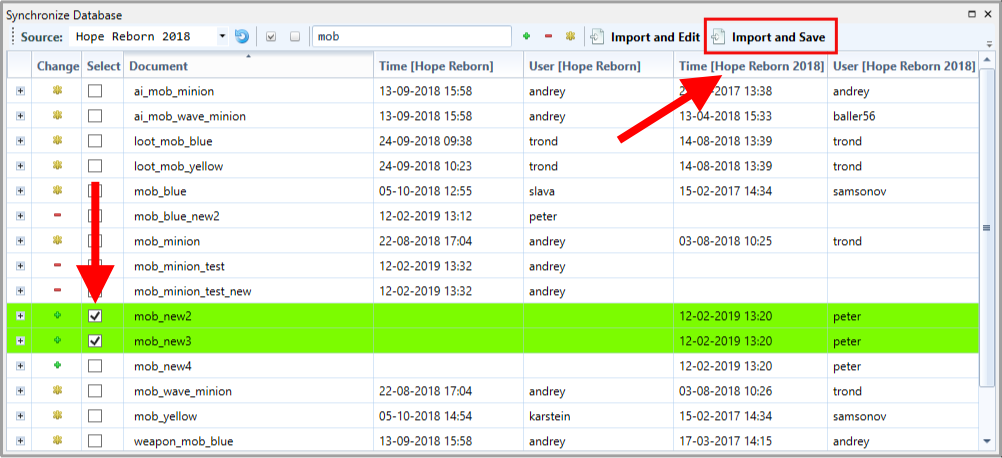 Synchronize Database
Source: Hope Reborn 2018 mob Import and Edit Import and Save
Change Select Document Time [Hope Reborn] User [Hope Reborn] Time [Hope Reborn 2018] User [Hope Reborn 2018]
ai_mob_minion 13-09-2018 15:58 andrey 2017 13:38 andrey
ai_mob_wave_minion 13-09-2018 15:58 andrey 13-04-2018 15:33 baller56
loot_mob_blue 24-09-2018 09:38 trond 14-08-2018 13:39 trond
loot_mob_yellow 24-09-2018 10:23 trond 14-08-2018 13:39 trond
mob_blue 05-10-2018 12:55 slava 15-02-2017 14:34 samsonov
mob_blue_new2 12-02-2019 13:12 peter
mob_minion 22-08-2018 17:04 andrey 03-08-2018 10:25 trond
mob_minion_test 12-02-2019 13:32 andrey
mob_minion_test_new 12-02-2019 13:32 andrey
mob_new2 12-02-2019 13:20 peter
mob_new3 12-02-2019 13:20 peter
mob_new4 12-02-2019 13:20 peter
mob_wave_minion 22-08-2018 17:04 andrey 03-08-2018 10:26 trond
mob_yellow 05-10-2018 14:54 karstein 15-02-2017 14:34 samsonov
weapon_mob_blue 13-09-2018 15:58 andrey 17-03-2017 14:15 andrey